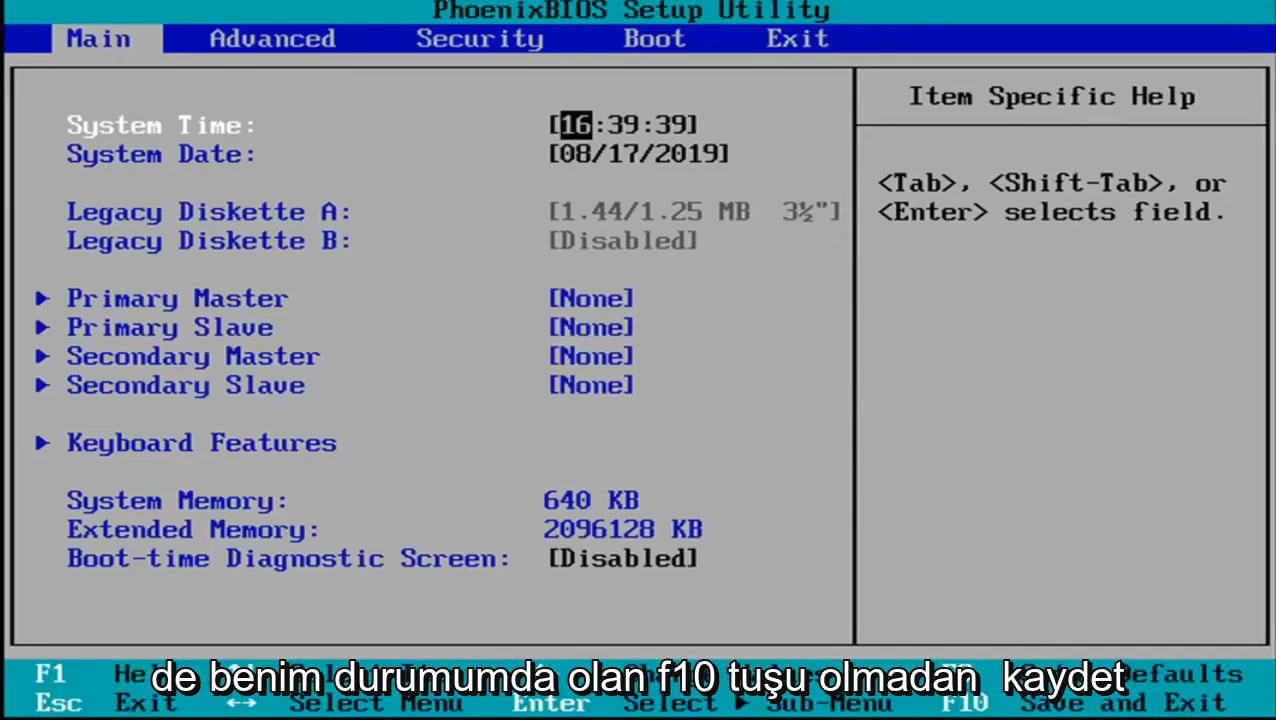 PhoenixBIOS Setup Utility
Main Advanced Security Boot Exit
Item Specific Help
System Time: [16:39:39]
System Date: [08/17/2019]
<Tab>, <Shift-Tab>, or
<Enter> selects field.
Legacy Diskette A: [1.44/1.25 MB 3½"]
Legacy Diskette B: [Disabled]
▶ Primary Master [None]
▶ Primary Slave [None]
▶ Secondary Master [None]
▶ Secondary Slave [None]
▶ Keyboard Features
System Memory: 640 KB
Extended Memory: 2096128 KB
Boot-time Diagnostic Screen: [Disabled]
F1
de benim durumumda olan f10 tuşu olmadan kaydet
Esc Exit ↔ Select Menu Enter Select ▶ Sub-Menu F10 Save and Exit